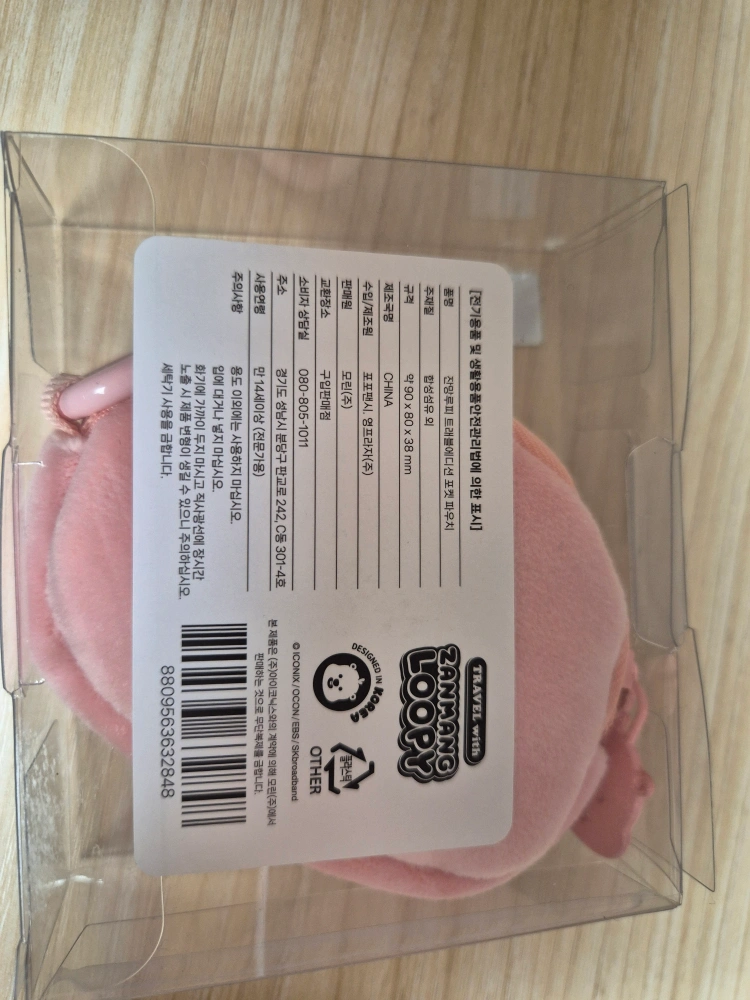 [전기용품 및 생활용품안전관리법에 의한 표시]
품명 잔망루피 트래블에디션 포켓 파우치
주재질 합성섬유 외
규격 약 90 x 80 x 38 mm
제조국명 CHINA
수입/제조원 포포팬시, 영프라자(주)
판매원 모린(주)
교환장소 구입판매점
소비자 상담실 080-805-1011
주소 경기도 성남시 분당구 판교로 242, C동 301-4호
사용연령 만 14세이상 (전문가용)
주의사항 용도 이외에는 사용하지 마십시오.
입에 대거나 넣지 마십시오.
화기에 가까이 두지 마시고 직사광선에 장시간
노출 시 제품 변형이 생길 수 있으니 주의하십시오.
세탁기 사용을 금합니다.
TRAVEL with
ZANMANG
LOOPY
DESIGNED IN KOREA
플라스틱
OTHER
© ICONIX / OCON / EBS / SKbroadband
본 제품은 (주)아이코닉스와의 계약에 의해 모린(주)에서
판매하는 것으로 무단복제를 금합니다.
8809563632848